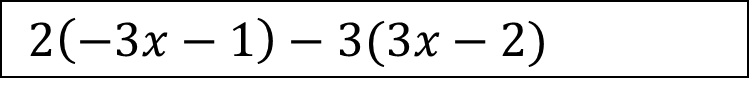 2(−3x − 1) − 3(3x − 2)